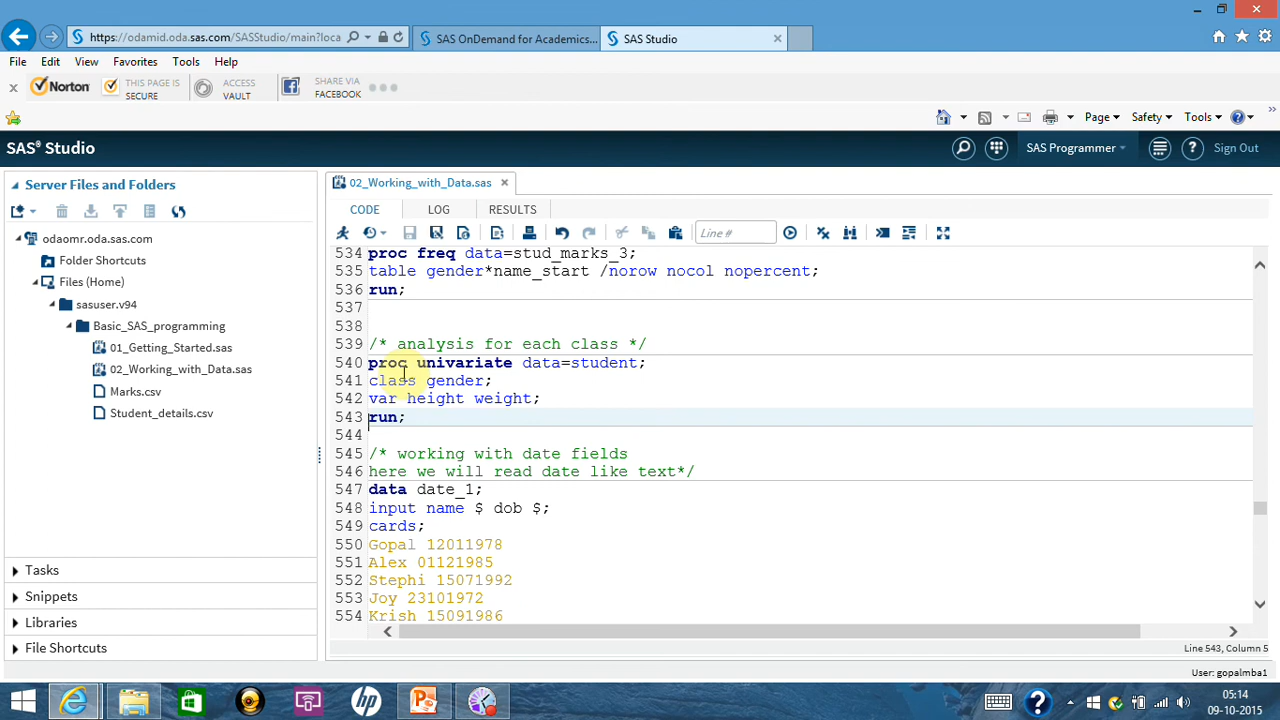 https://odamid.oda.sas.com/SASStudio/main?loca
SAS OnDemand for Academics...
SAS Studio
File Edit View Favorites Tools Help
Norton
THIS PAGE IS SECURE
ACCESS VAULT
SHARE VIA FACEBOOK
Page Safety Tools
SAS® Studio
SAS Programmer
Sign Out
Server Files and Folders
odaomr.oda.sas.com
Folder Shortcuts
Files (Home)
sasuser.v94
Basic_SAS_programming
01_Getting_Started.sas
02_Working_with_Data.sas
Marks.csv
Student_details.csv
Tasks
Snippets
Libraries
File Shortcuts
02_Working_with_Data.sas
CODE LOG RESULTS
Line #
534 proc freq data=stud_marks_3;
535 table gender*name_start /norow nocol nopercent;
536 run;
537
538
539 /* analysis for each class */
540 proc univariate data=student;
541 class gender;
542 var height weight;
543 run;
544
545 /* working with date fields
546 here we will read date like text*/
547 data date_1;
548 input name $ dob $;
549 cards;
550 Gopal 12011978
551 Alex 01121985
552 Stephi 15071992
553 Joy 23101972
554 Krish 15091986
Line 543, Column 5
User: gopalmba1
05:14
09-10-2015